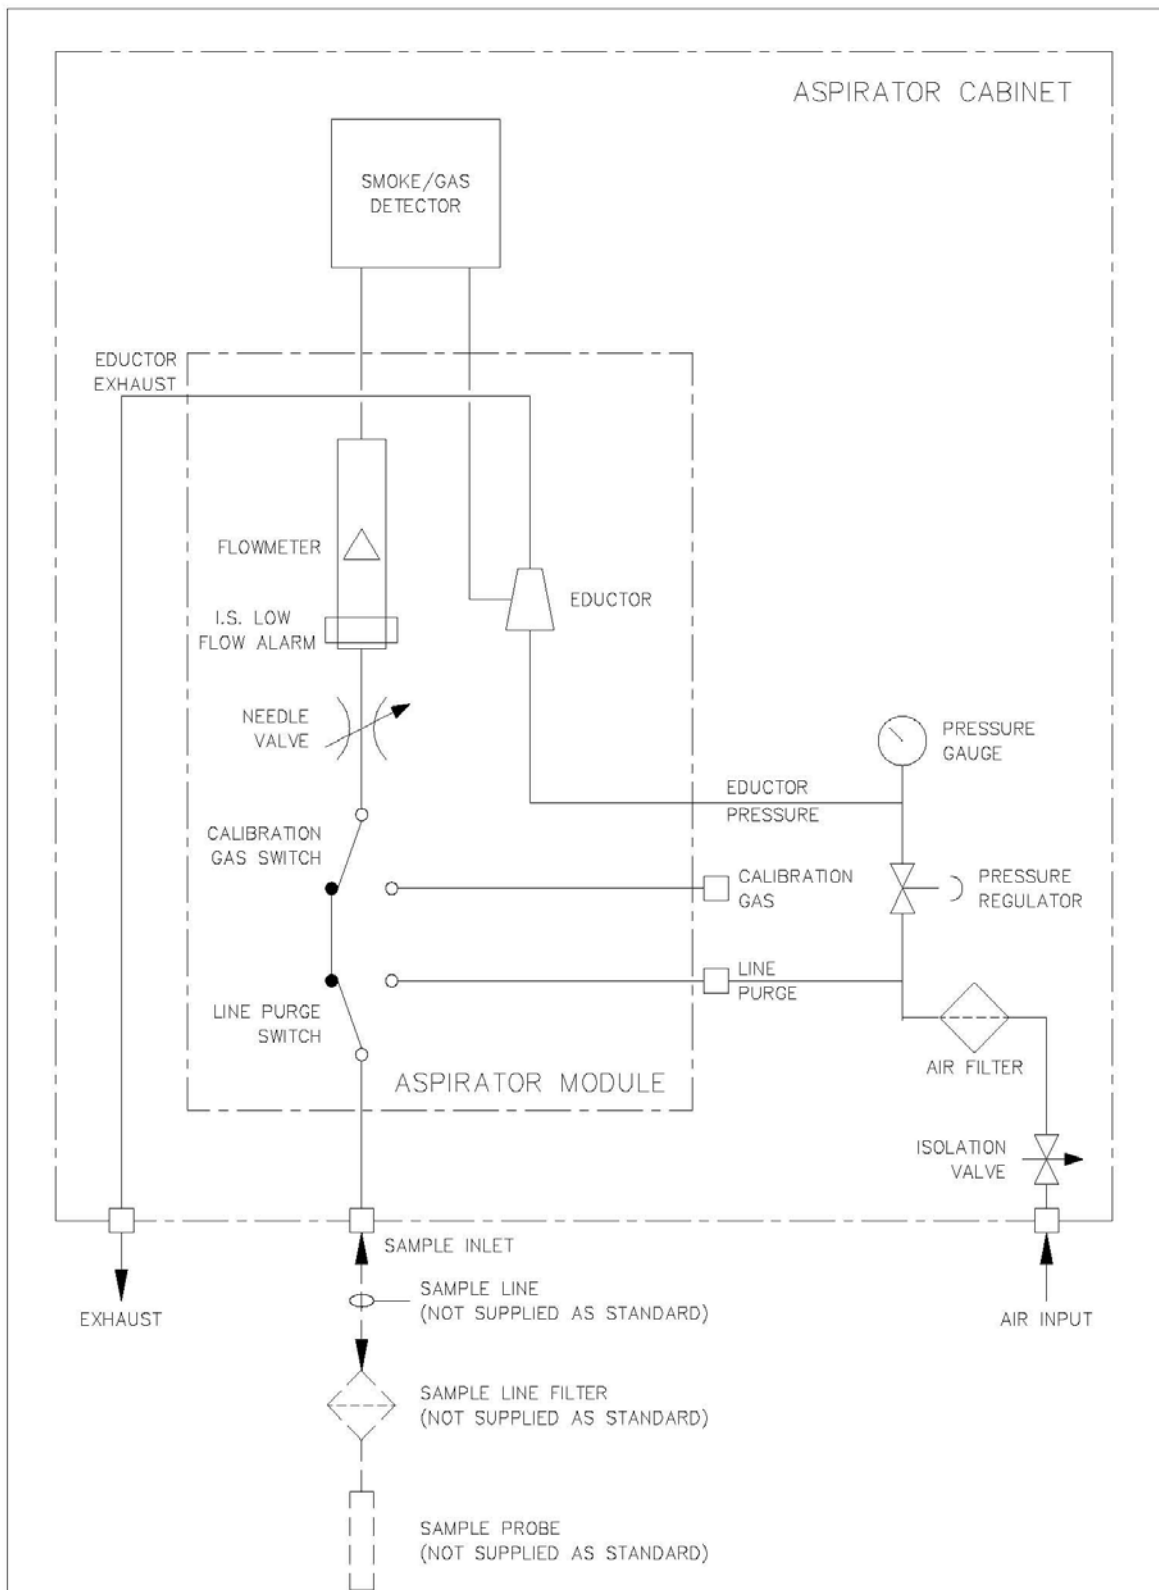 ASPIRATOR CABINET
SMOKE/GAS
DETECTOR
EDUCTOR
EXHAUST
FLOWMETER
EDUCTOR
I.S. LOW
FLOW ALARM
NEEDLE
VALVE
PRESSURE
GAUGE
EDUCTOR
PRESSURE
CALIBRATION
GAS SWITCH
CALIBRATION
GAS
PRESSURE
REGULATOR
LINE
PURGE
LINE PURGE
SWITCH
AIR FILTER
ASPIRATOR MODULE
ISOLATION
VALVE
SAMPLE INLET
SAMPLE LINE
(NOT SUPPLIED AS STANDARD)
EXHAUST
AIR INPUT
SAMPLE LINE FILTER
(NOT SUPPLIED AS STANDARD)
SAMPLE PROBE
(NOT SUPPLIED AS STANDARD)